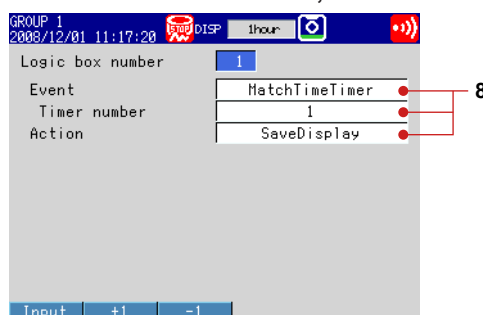 GROUP 1
2008/12/01 11:17:20 STOP DISP 1hour
Logic box number 1
Event MatchTimeTimer 8
Timer number 1
Action SaveDisplay
Input +1 -1